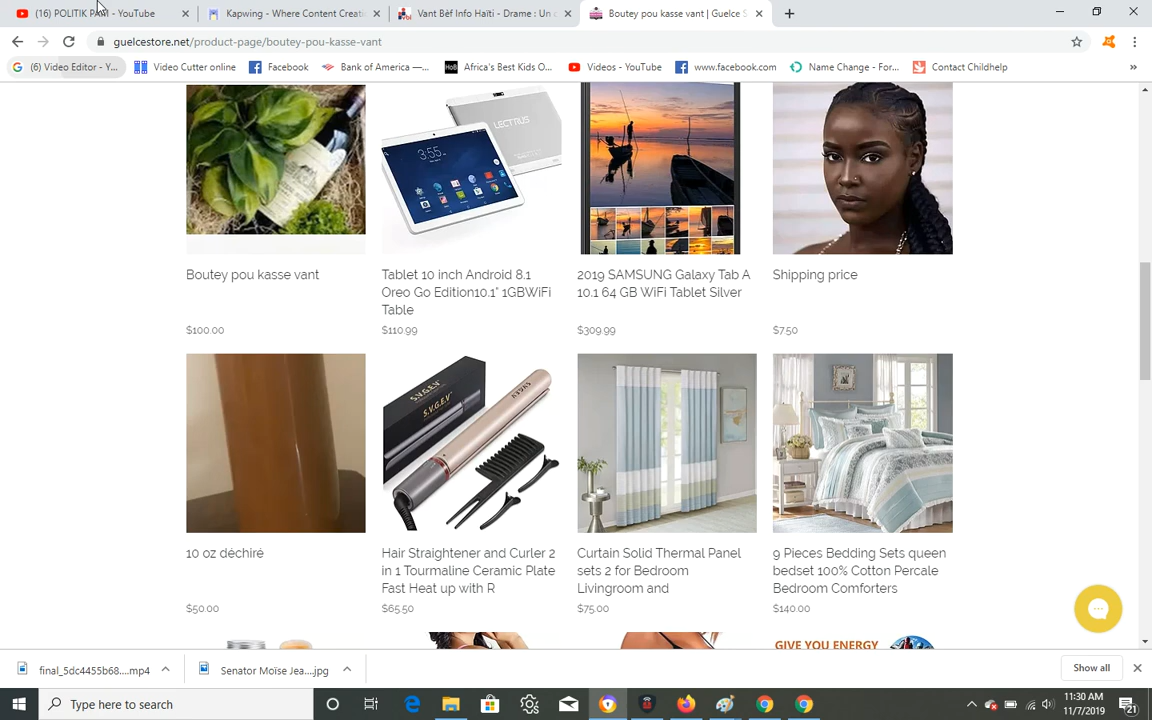 (16) POLITIK PAM - YouTube
Kapwing - Where Content Creati
Vant Bèf Info Haïti - Drame : Un c
Boutey pou kasse vant | Guelce S
guelcestore.net/product-page/boutey-pou-kasse-vant
(6) Video Editor - Y...
Video Cutter online
Facebook
Bank of America —...
HoB
Africa's Best Kids O...
Videos - YouTube
www.facebook.com
Name Change - For...
Contact Childhelp
»
LECTRUS
3:55
Boutey pou kasse vant
$100.00
Tablet 10 inch Android 8.1
Oreo Go Edition10.1" 1GBWiFi
Table
$110.99
2019 SAMSUNG Galaxy Tab A
10.1 64 GB WiFi Tablet Silver
$309.99
Shipping price
$7.50
S.V.G.E.V
S.V.G.E.V
ASVDA
10 oz déchiré
$50.00
Hair Straightener and Curler 2
in 1 Tourmaline Ceramic Plate
Fast Heat up with R
$65.50
Curtain Solid Thermal Panel
sets 2 for Bedroom
Livingroom and
$75.00
9 Pieces Bedding Sets queen
bedset 100% Cotton Percale
Bedroom Comforters
$140.00
GIVE YOU ENERGY
final_5dc4455b68....mp4
Senator Moïse Jea....jpg
Show all
Type here to search
11:30 AM
11/7/2019
21